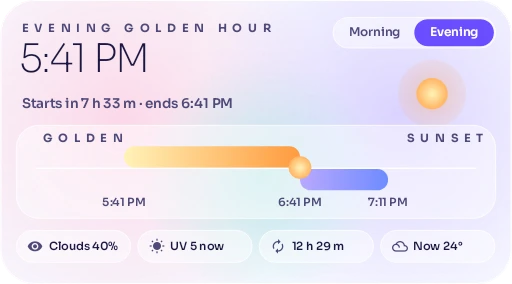 EVENING GOLDEN HOUR
Morning
Evening
5:41 PM
Starts in 7 h 33 m · ends 6:41 PM
GOLDEN
SUNSET
5:41 PM
6:41 PM
7:11 PM
Clouds 40%
UV 5 now
12 h 29 m
Now 24°